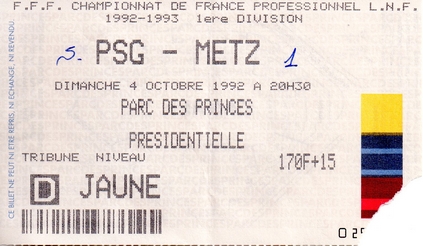 F.F.F. CHAMPIONNAT DE FRANCE PROFESSIONNEL L.N.F.
1992-1993 1ere DIVISION
5. PSG - METZ 1
DIMANCHE 4 OCTOBRE 1992 A 20H30
PARC DES PRINCES
PRESIDENTIELLE
TRIBUNE NIVEAU
170F+15
D JAUNE
CE BILLET NE PEUT NI ETRE REPRIS, NI ECHANGE, NI REVENDU.